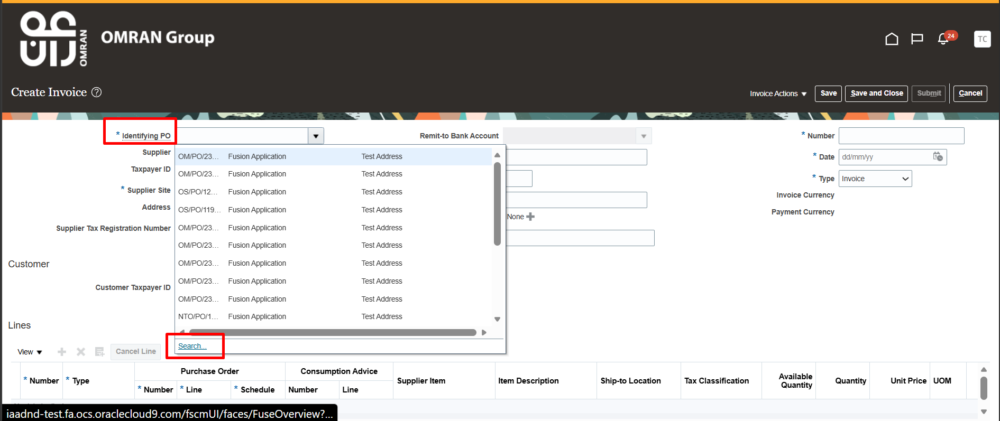 عمران
OMRAN
OMRAN Group
24
TC
Create Invoice ?
Invoice Actions
Save
Save and Close
Submit
Cancel
* Identifying PO
Remit-to Bank Account
* Number
Supplier
* Date
dd/mm/yy
Taxpayer ID
* Type
Invoice
* Supplier Site
Invoice Currency
Address
None
Payment Currency
Supplier Tax Registration Number
OM/PO/23... Fusion Application Test Address
OM/PO/23... Fusion Application Test Address
OS/PO/12... Fusion Application Test Address
OS/PO/119... Fusion Application Test Address
OM/PO/23... Fusion Application Test Address
OM/PO/23... Fusion Application Test Address
OM/PO/23... Fusion Application Test Address
OM/PO/23... Fusion Application Test Address
OM/PO/23... Fusion Application Test Address
NTO/PO/1... Fusion Application Test Address
Search...
Customer
Customer Taxpayer ID
Lines
View
Cancel Line
Purchase Order
Consumption Advice
* Number
* Type
* Number
* Line
* Schedule
Number
Line
Supplier Item
Item Description
Ship-to Location
Tax Classification
Available
Quantity
Quantity
Unit Price
UOM
iaadnd-test.fa.ocs.oraclecloud9.com/fscmUI/faces/FuseOverview?...